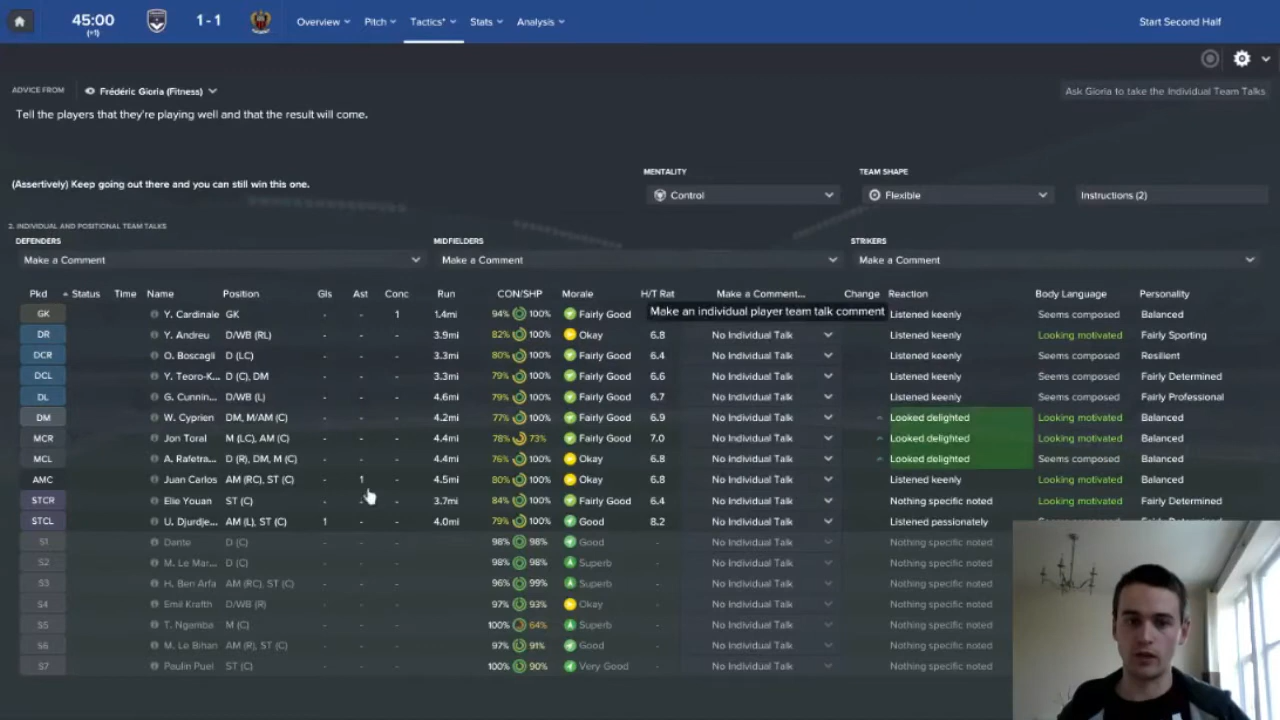 45:00 (+1) 1 - 1 Overview Pitch Tactics* Stats Analysis Start Second Half
ADVICE FROM Frédéric Gioria (Fitness) Ask Gioria to take the Individual Team Talks
Tell the players that they're playing well and that the result will come.
MENTALITY TEAM SHAPE
(Assertively) Keep going out there and you can still win this one. Control Flexible Instructions (2)
2. INDIVIDUAL AND POSITIONAL TEAM TALKS
DEFENDERS MIDFIELDERS STRIKERS
Make a Comment Make a Comment Make a Comment
Pkd Status Time Name Position Gls Ast Conc Run CON/SHP Morale H/T Rat Make a Comment... Change Reaction Body Language Personality
GK Y. Cardinale GK - - 1 1.4mi 94% 100% Fairly Good Make an individual player team talk comment Listened keenly Seems composed Balanced
DR Y. Andreu D/WB (RL) - - - 3.9mi 82% 100% Okay 6.8 No Individual Talk Listened keenly Looking motivated Fairly Sporting
DCR O. Boscagli D (LC) - - - 3.3mi 80% 100% Fairly Good 6.4 No Individual Talk Listened keenly Seems composed Resilient
DCL Y. Teoro-K... D (C), DM - - - 3.3mi 79% 100% Fairly Good 6.6 No Individual Talk Listened keenly Seems composed Fairly Determined
DL G. Cunnin... D/WB (L) - - - 4.6mi 79% 100% Fairly Good 6.7 No Individual Talk Listened keenly Seems composed Fairly Professional
DM W. Cyprien DM, M/AM (C) - - - 4.2mi 77% 100% Fairly Good 6.9 No Individual Talk Looked delighted Looking motivated Balanced
MCR Jon Toral M (LC), AM (C) - - - 4.4mi 78% 73% Fairly Good 7.0 No Individual Talk Looked delighted Looking motivated Balanced
MCL A. Rafetra... D (R), DM, M (C) - - - 4.4mi 76% 100% Okay 6.8 No Individual Talk Looked delighted Seems composed Balanced
AMC Juan Carlos AM (RC), ST (C) - 1 - 4.5mi 80% 100% Okay 6.8 No Individual Talk Listened keenly Looking motivated Balanced
STCR Elie Youan ST (C) - - - 3.7mi 84% 100% Fairly Good 6.4 No Individual Talk Nothing specific noted Looking motivated Fairly Determined
STCL U. Djurdje... AM (L), ST (C) 1 - - 4.0mi 79% 100% Good 8.2 No Individual Talk Listened passionately
S1 Dante D (C) - - - 98% 98% Good - No Individual Talk Nothing specific noted
S2 M. Le Mar... D (C) - - - 98% 98% Superb - No Individual Talk Nothing specific noted
S3 H. Ben Arfa AM (RC), ST (C) - - - 96% 99% Superb - No Individual Talk Nothing specific noted
S4 Emil Krafth D/WB (R) - - - 97% 93% Okay - No Individual Talk Nothing specific noted
S5 T. Ngamba M (C) - - - 100% 64% Superb - No Individual Talk Nothing specific noted
S6 M. Le Bihan AM (R), ST (C) - - - 97% 91% Good - No Individual Talk Nothing specific noted
S7 Paulin Puel ST (C) - - - 100% 90% Very Good - No Individual Talk Nothing specific noted